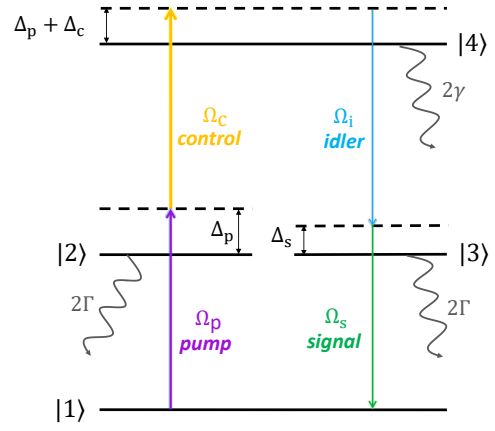 Δp + Δc
|4⟩
2γ
Ωc
control
Ωi
idler
Δp
Δs
|2⟩
|3⟩
2Γ
2Γ
Ωp
pump
Ωs
signal
|1⟩